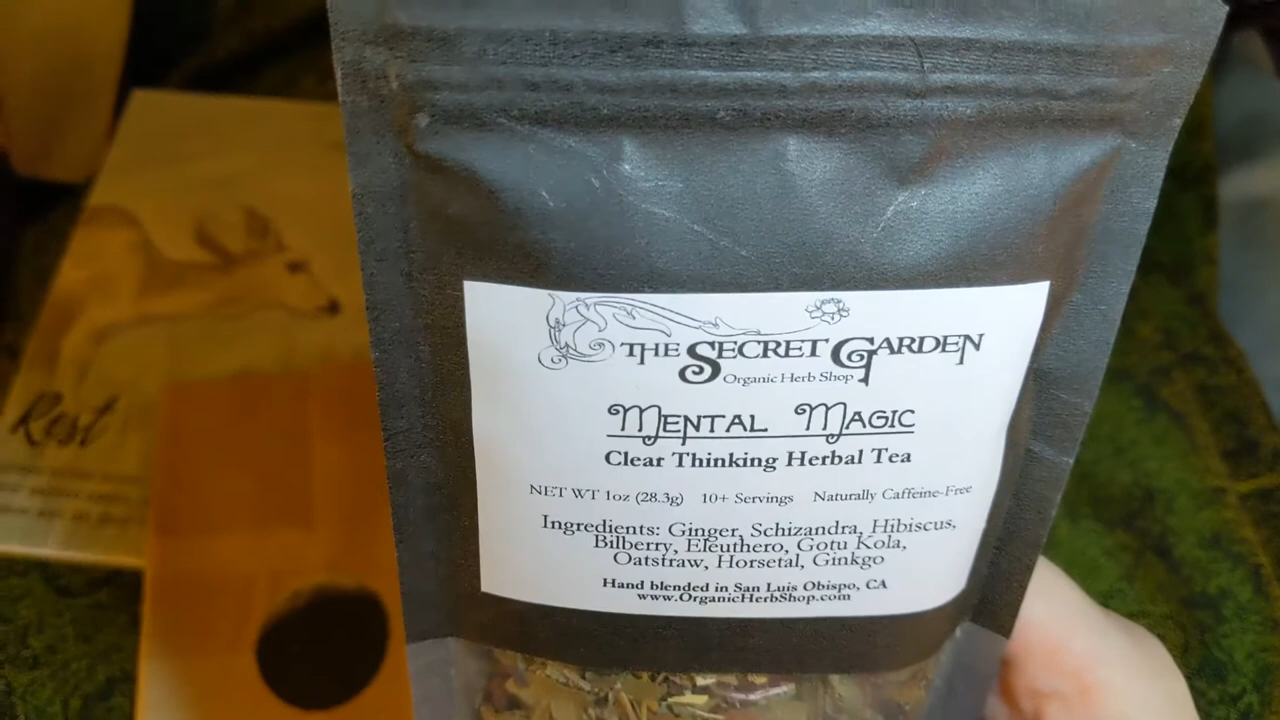 THE SECRET GARDEN
Organic Herb Shop
MENTAL MAGIC
Clear Thinking Herbal Tea
NET WT 1oz (28.3g) 10+ Servings Naturally Caffeine-Free
Ingredients: Ginger, Schizandra, Hibiscus,
Bilberry, Eleuthero, Gotu Kola,
Oatstraw, Horsetal, Ginkgo
Hand blended in San Luis Obispo, CA
www.OrganicHerbShop.com
Rest